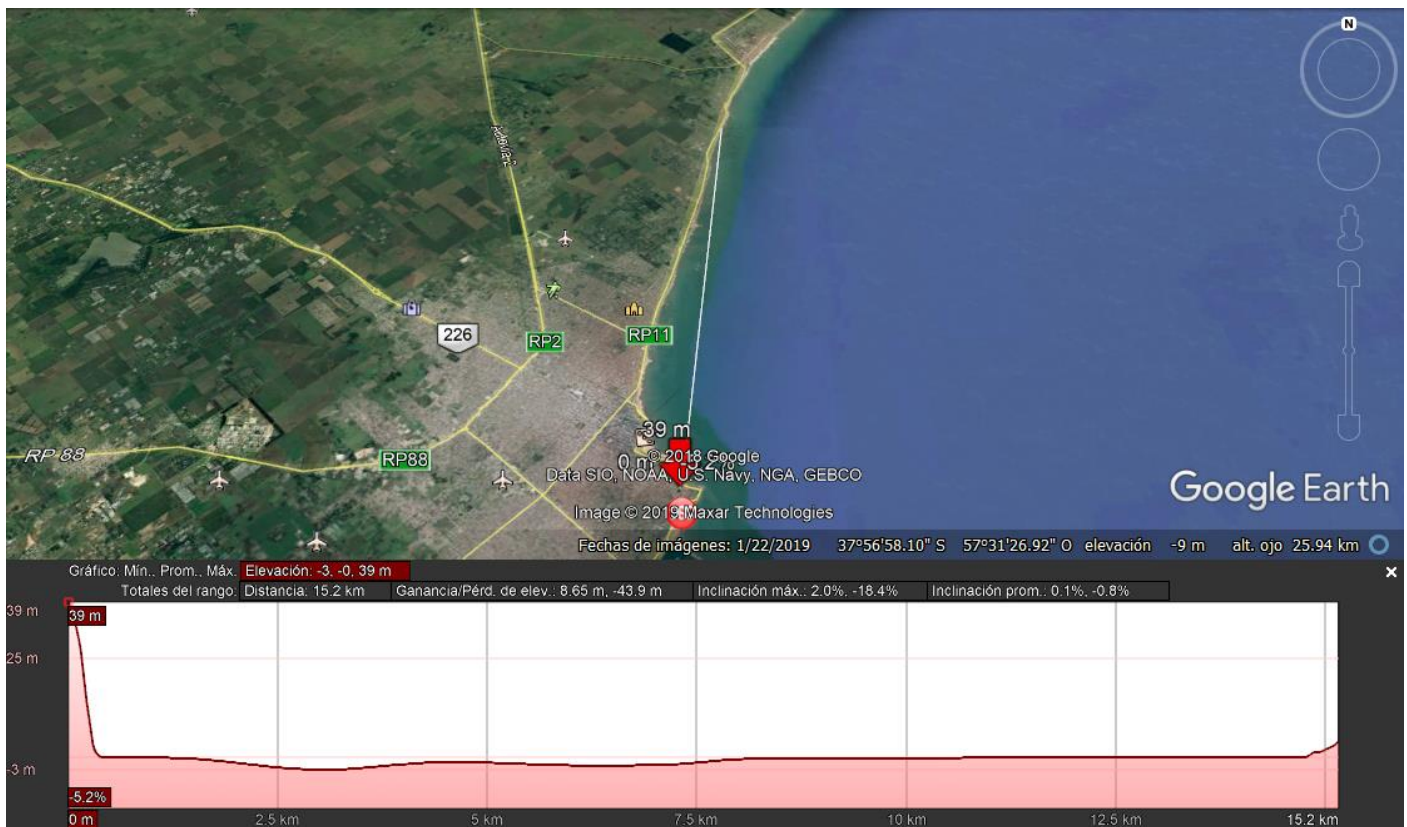 N
Autovía 2
226
RP2
RP11
RP 88
RP88
39 m
0 m
-5.2%
© 2018 Google
Data SIO, NOAA, U.S. Navy, NGA, GEBCO
Image © 2019 Maxar Technologies
Google Earth
Fechas de imágenes: 1/22/2019 37°56'58.10" S 57°31'26.92" O elevación -9 m alt. ojo 25.94 km
Gráfico: Mín., Prom., Máx. Elevación: -3, -0, 39 m
Totales del rango: Distancia: 15.2 km Ganancia/Pérd. de elev.: 8.65 m, -43.9 m Inclinación máx.: 2.0%, -18.4% Inclinación prom.: 0.1%, -0.8%
39 m
39 m
25 m
-3 m
-5.2%
0 m 2.5 km 5 km 7.5 km 10 km 12.5 km 15.2 km